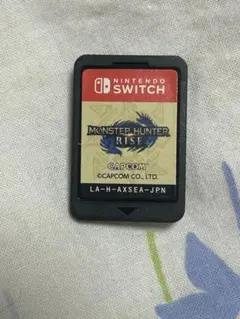 NINTENDO
SWITCH
MONSTER HUNTER
RISE
CAPCOM
©CAPCOM CO., LTD.
LA-H-AXSEA-JPN